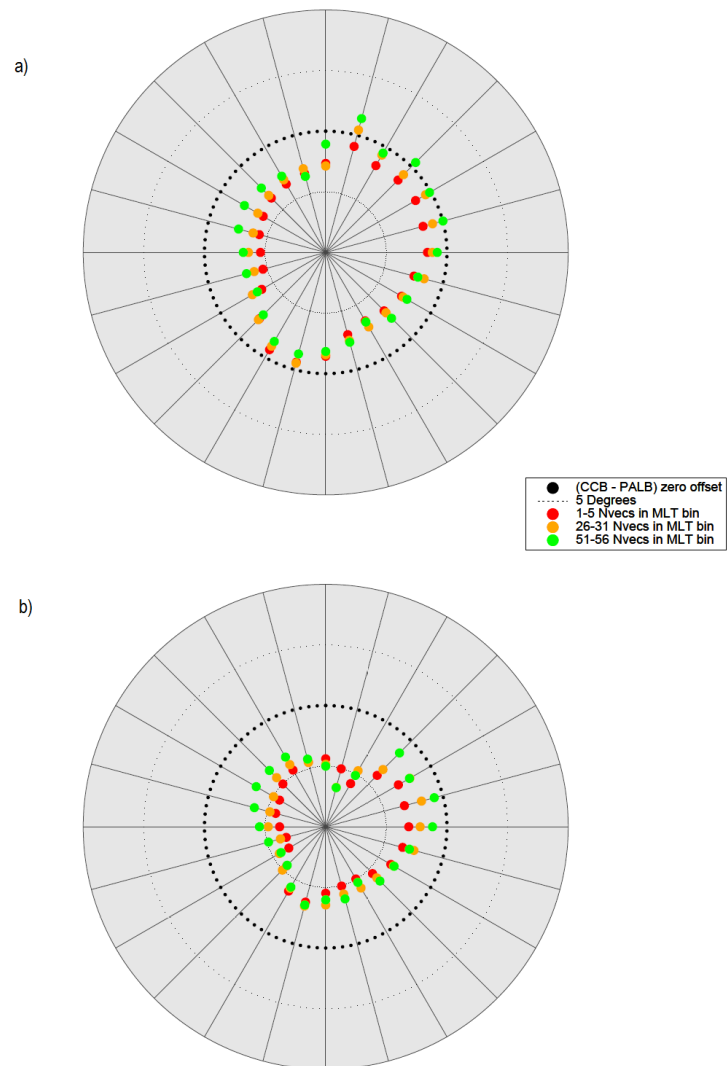 a)
(CCB - PALB) zero offset
5 Degrees
1-5 Nvecs in MLT bin
26-31 Nvecs in MLT bin
51-56 Nvecs in MLT bin
b)